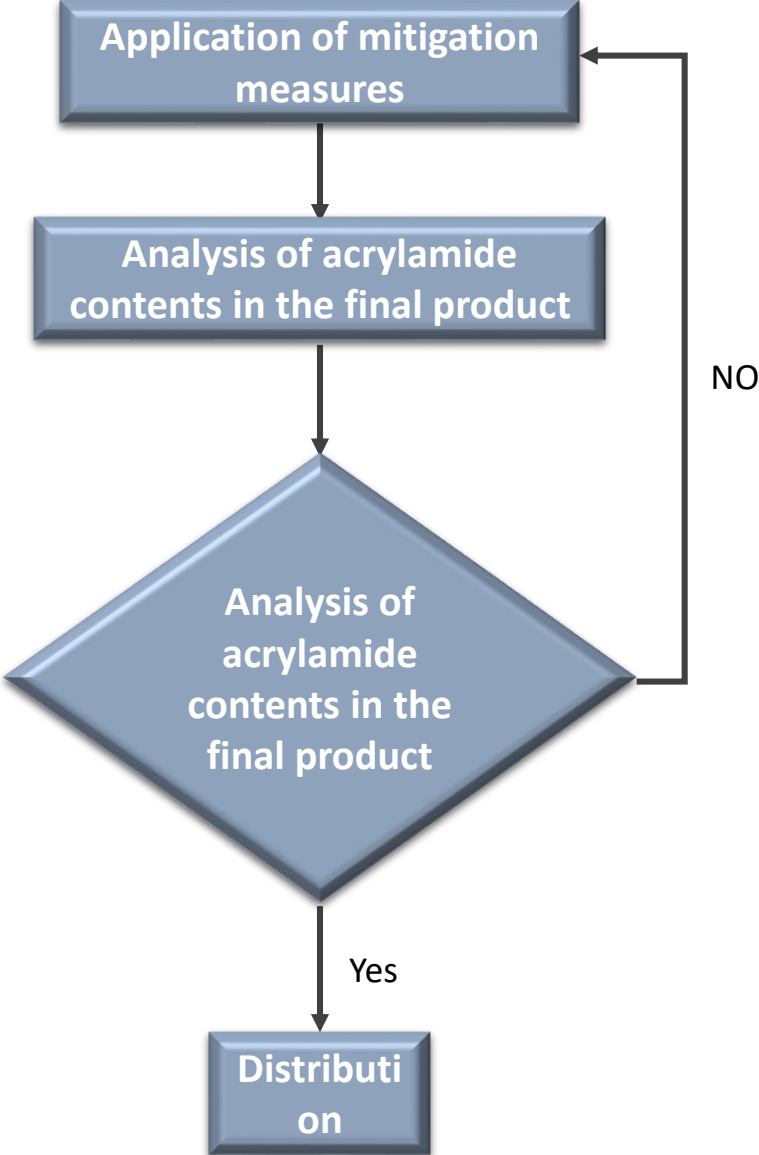 Application of mitigation
measures
Analysis of acrylamide
contents in the final product
NO
Analysis of
acrylamide
contents in the
final product
Yes
Distributi
on